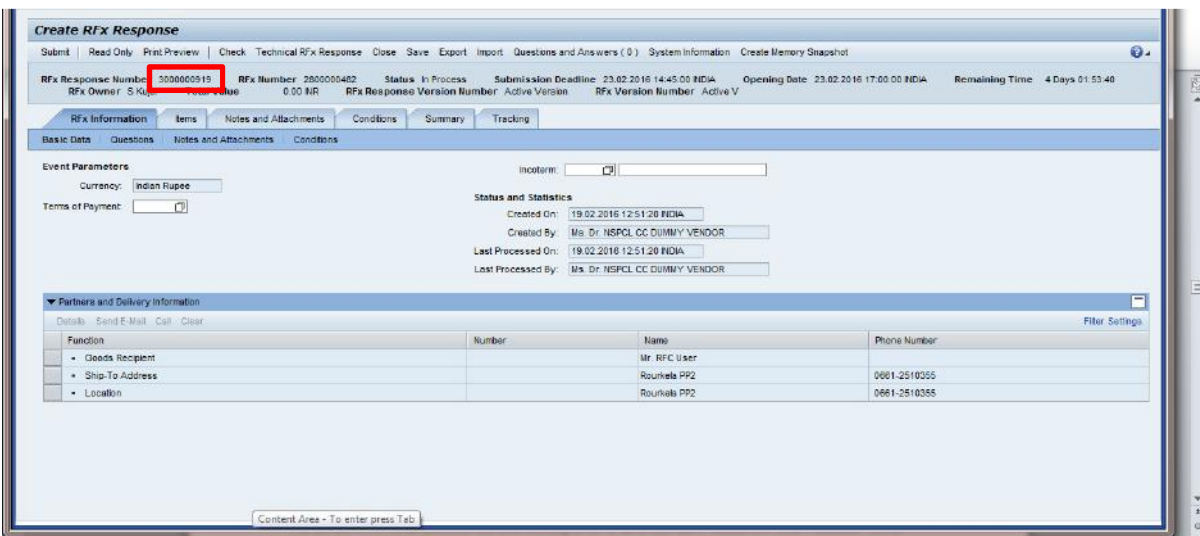 Create RFx Response
Submit Read Only Print Preview Check Technical RFx Response Close Save Export Import Questions and Answers ( 0 ) System Information Create Memory Snapshot
RFx Response Number 3000000919 RFx Number 2800000482 Status In Process Submission Deadline 23.02.2016 14:45:00 INDIA Opening Date 23.02.2016 17:00:00 INDIA Remaining Time 4 Days 01:53:40
RFx Owner Total Value 0.00 INR RFx Response Version Number Active Version RFx Version Number Active V
RFx Information Items Notes and Attachments Conditions Summary Tracking
Basic Data Questions Notes and Attachments Conditions
Event Parameters
Currency: Indian Rupee
Terms of Payment:
Incoterm:
Status and Statistics
Created On: 19.02.2016 12:51:20 INDIA
Created By: Ms. Dr. NSPCL CC DUMMY VENDOR
Last Processed On: 19.02.2016 12:51:20 INDIA
Last Processed By: Ms. Dr. NSPCL CC DUMMY VENDOR
Partners and Delivery Information
Details Send E-Mail Call Clear Filter Settings
Function Number Name Phone Number
Goods Recipient Mr. RFC User
Ship-To Address Rourkela PP2 0661-2510355
Location Rourkela PP2 0661-2510355
Content Area - To enter press Tab